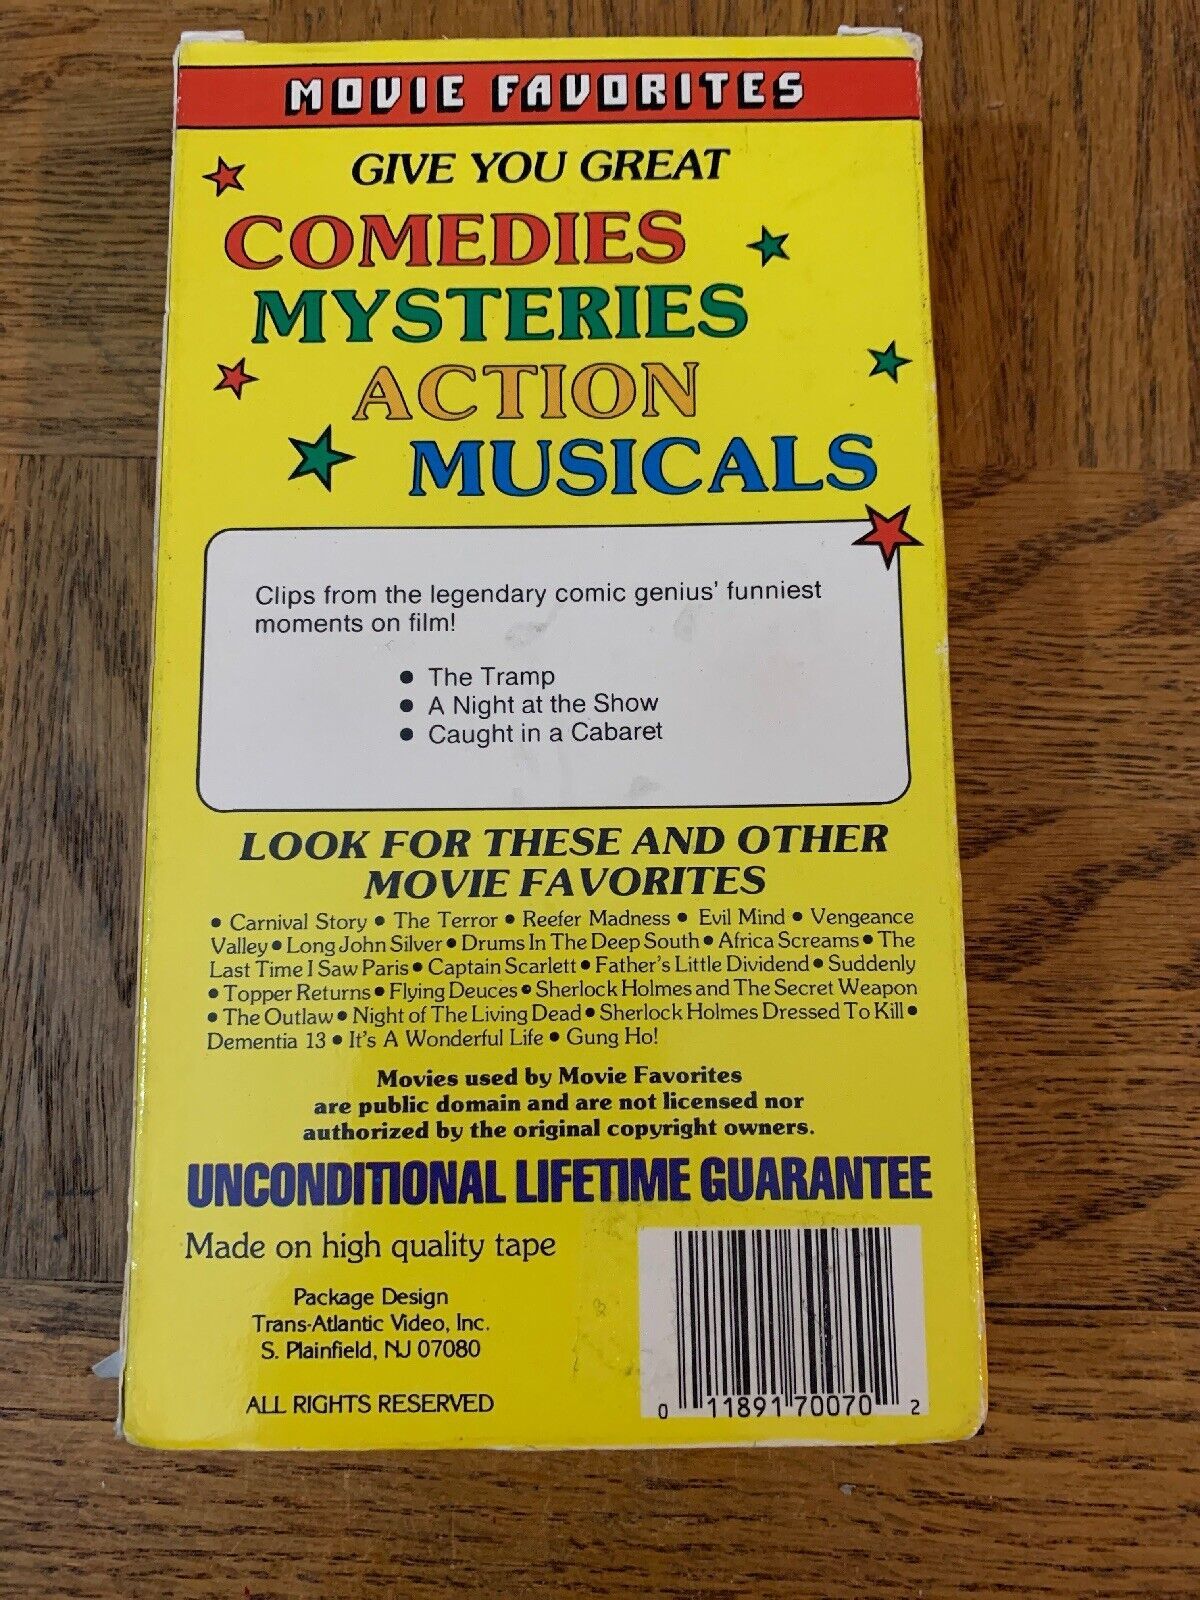 MOVIE FAVORITES
GIVE YOU GREAT
COMEDIES
MYSTERIES
ACTION
MUSICALS
Clips from the legendary comic genius' funniest
moments on film!
● The Tramp
● A Night at the Show
● Caught in a Cabaret
LOOK FOR THESE AND OTHER
MOVIE FAVORITES
● Carnival Story ● The Terror ● Reefer Madness ● Evil Mind ● Vengeance
Valley ● Long John Silver ● Drums In The Deep South ● Africa Screams ● The
Last Time I Saw Paris ● Captain Scarlett ● Father's Little Dividend ● Suddenly
● Topper Returns ● Flying Deuces ● Sherlock Holmes and The Secret Weapon
● The Outlaw ● Night of The Living Dead ● Sherlock Holmes Dressed To Kill ●
Dementia 13 ● It's A Wonderful Life ● Gung Ho!
Movies used by Movie Favorites
are public domain and are not licensed nor
authorized by the original copyright owners.
UNCONDITIONAL LIFETIME GUARANTEE
Made on high quality tape
Package Design
Trans-Atlantic Video, Inc.
S. Plainfield, NJ 07080
ALL RIGHTS RESERVED
0 11891 70070 2